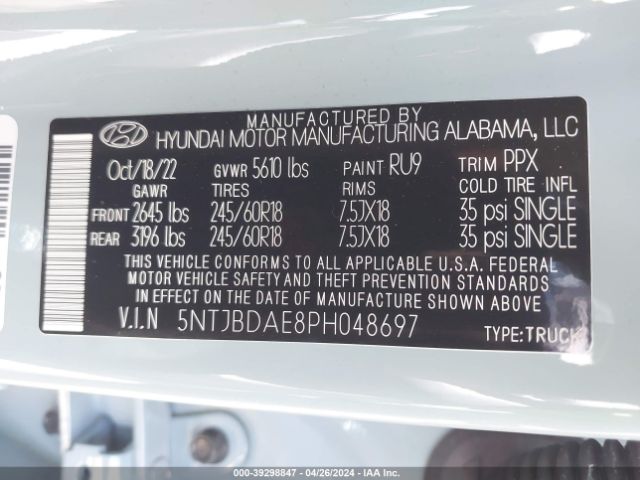 MANUFACTURED BY
HYUNDAI MOTOR MANUFACTURING ALABAMA, LLC
Oct/18/22 GVWR 5610 lbs PAINT RU9 TRIM PPX
GAWR TIRES RIMS COLD TIRE INFL
FRONT 2645 lbs 245/60R18 7.5JX18 35 psi SINGLE
REAR 3196 lbs 245/60R18 7.5JX18 35 psi SINGLE
THIS VEHICLE CONFORMS TO ALL APPLICABLE U.S.A. FEDERAL
MOTOR VEHICLE SAFETY AND THEFT PREVENTION STANDARDS
IN EFFECT ON THE DATE OF MANUFACTURE SHOWN ABOVE.
V.I.N 5NTJBDAE8PH048697
TYPE:TRUCK
000-39298847 - 04/26/2024 - IAA Inc.